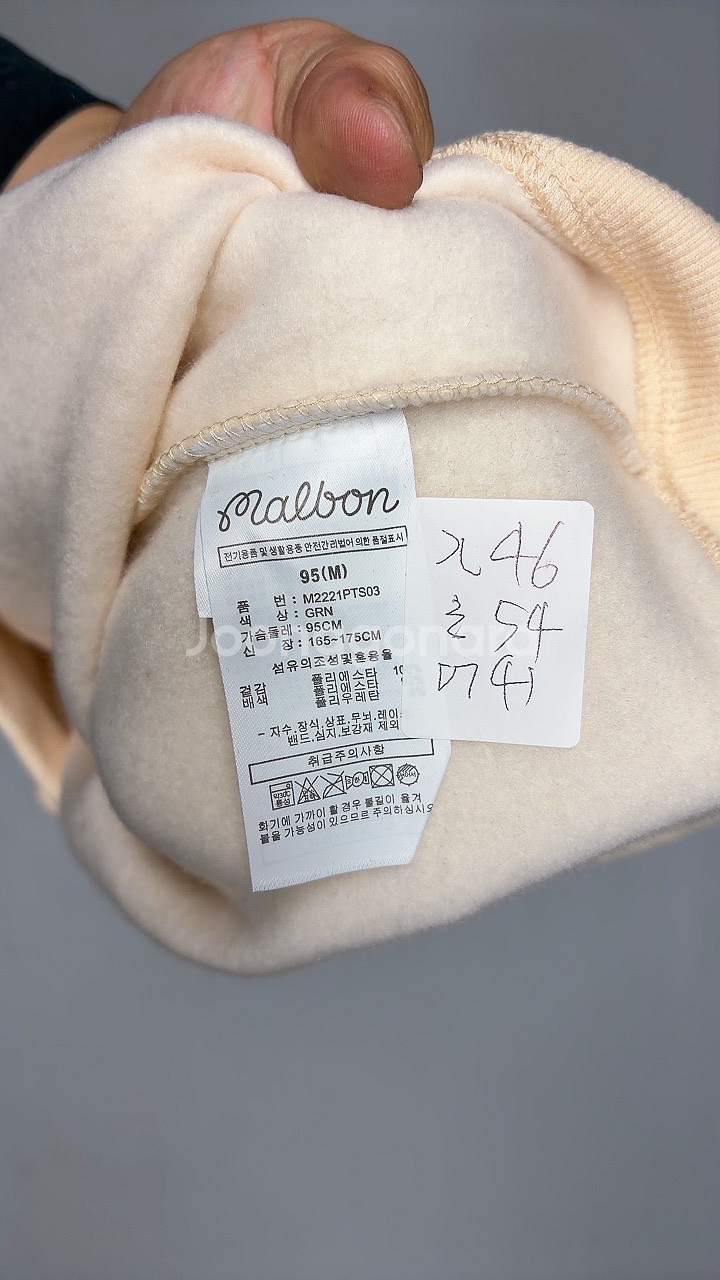 malbon
전기용품 및 생활용품 안전관리법어 의한 품질표시
95(M)
품 번 : M2221PTS03
색 상 : GRN
가슴둘레 : 95CM
신 장 : 165~175CM
섬유의조성및혼용율
겉감 폴리에스타 10
배색 폴리에스타
폴리우레탄
- 자수.장식.상표.무늬.레이스
밴드.심지.보강재 제외
취급주의사항
화기에 가까이 할 경우 불길이 옮겨
붙을 가능성이 있으므로 주의하십시오
46
54
41